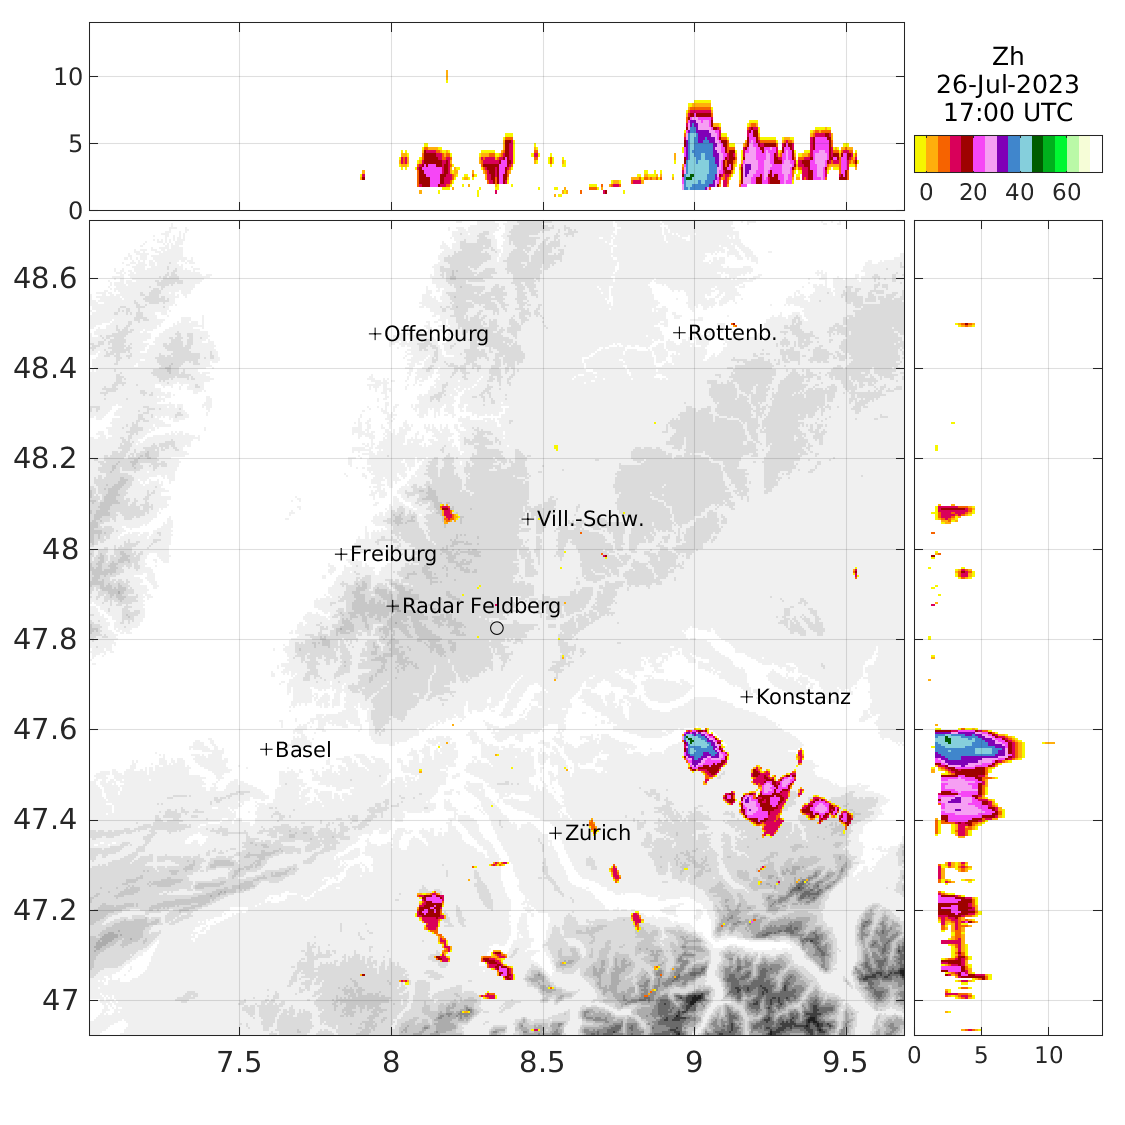 10
5
0
Zh
26-Jul-2023
17:00 UTC
0 20 40 60
48.6
48.4
48.2
48
47.8
47.6
47.4
47.2
47
+Offenburg
+Rottenb.
+Vill.-Schw.
+Freiburg
+Radar Feldberg
+Konstanz
+Basel
+Zürich
7.5 8 8.5 9 9.5
0 5 10